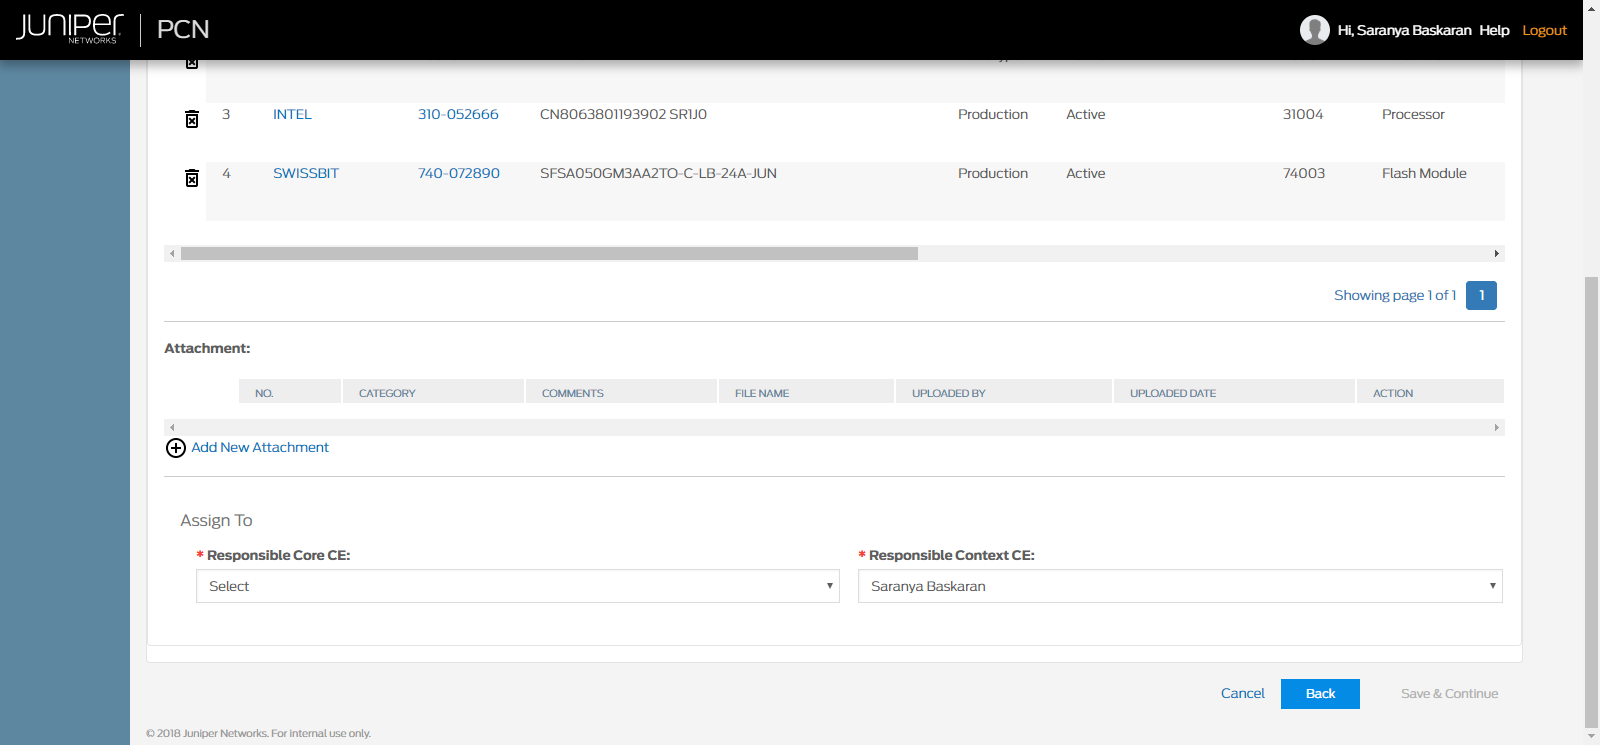 JUNIPER NETWORKS PCN Hi, Saranya Baskaran Help Logout
3 INTEL 310-052666 CN8063801193902 SR1J0 Production Active 31004 Processor
4 SWISSBIT 740-072890 SFSA050GM3AA2TO-C-LB-24A-JUN Production Active 74003 Flash Module
Showing page 1 of 1 1
Attachment:
NO. CATEGORY COMMENTS FILE NAME UPLOADED BY UPLOADED DATE ACTION
Add New Attachment
Assign To
* Responsible Core CE: * Responsible Context CE:
Select Saranya Baskaran
Cancel Back Save & Continue
© 2018 Juniper Networks. For internal use only.